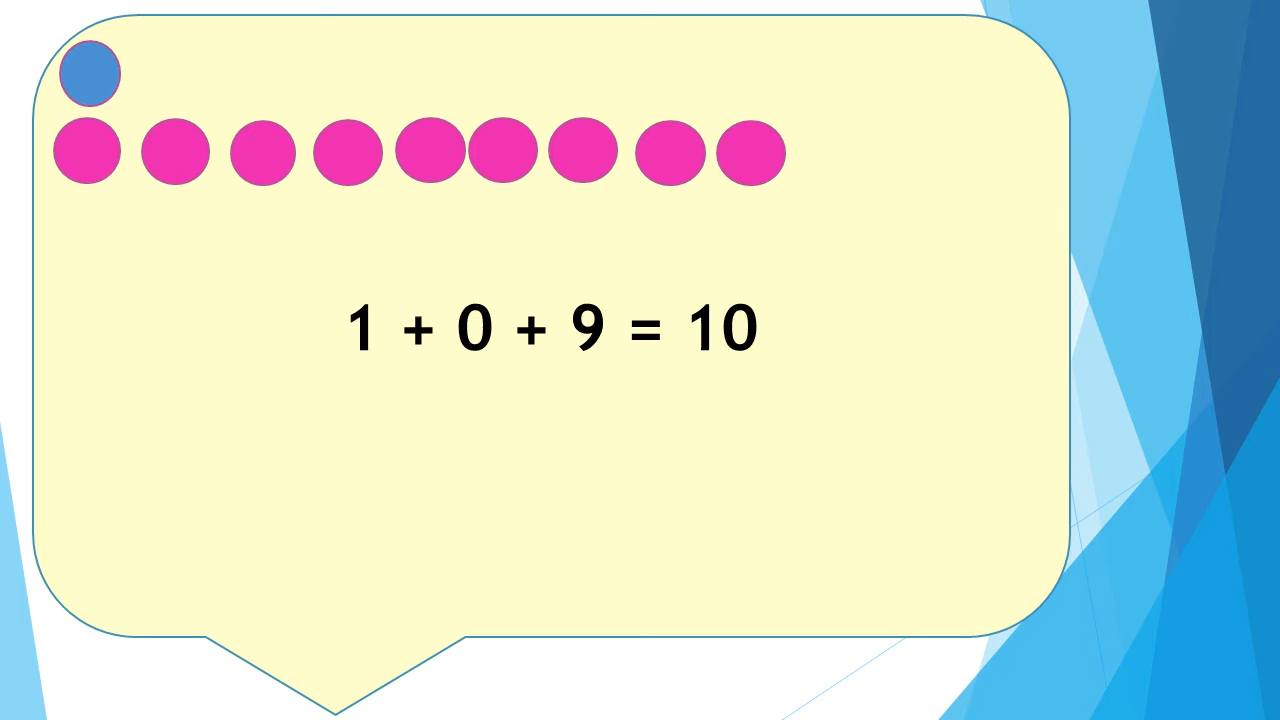 1 + 0 + 9 = 10